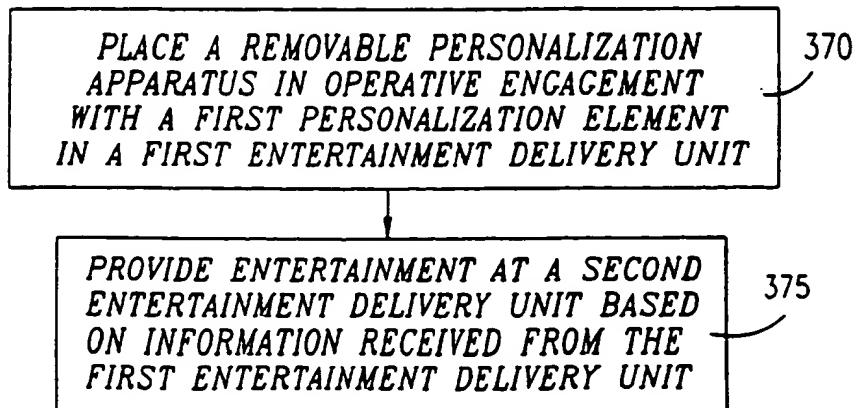 PLACE A REMOVABLE PERSONALIZATION
APPARATUS IN OPERATIVE ENGAGEMENT
WITH A FIRST PERSONALIZATION ELEMENT
IN A FIRST ENTERTAINMENT DELIVERY UNIT
370
PROVIDE ENTERTAINMENT AT A SECOND
ENTERTAINMENT DELIVERY UNIT BASED
ON INFORMATION RECEIVED FROM THE
FIRST ENTERTAINMENT DELIVERY UNIT
375